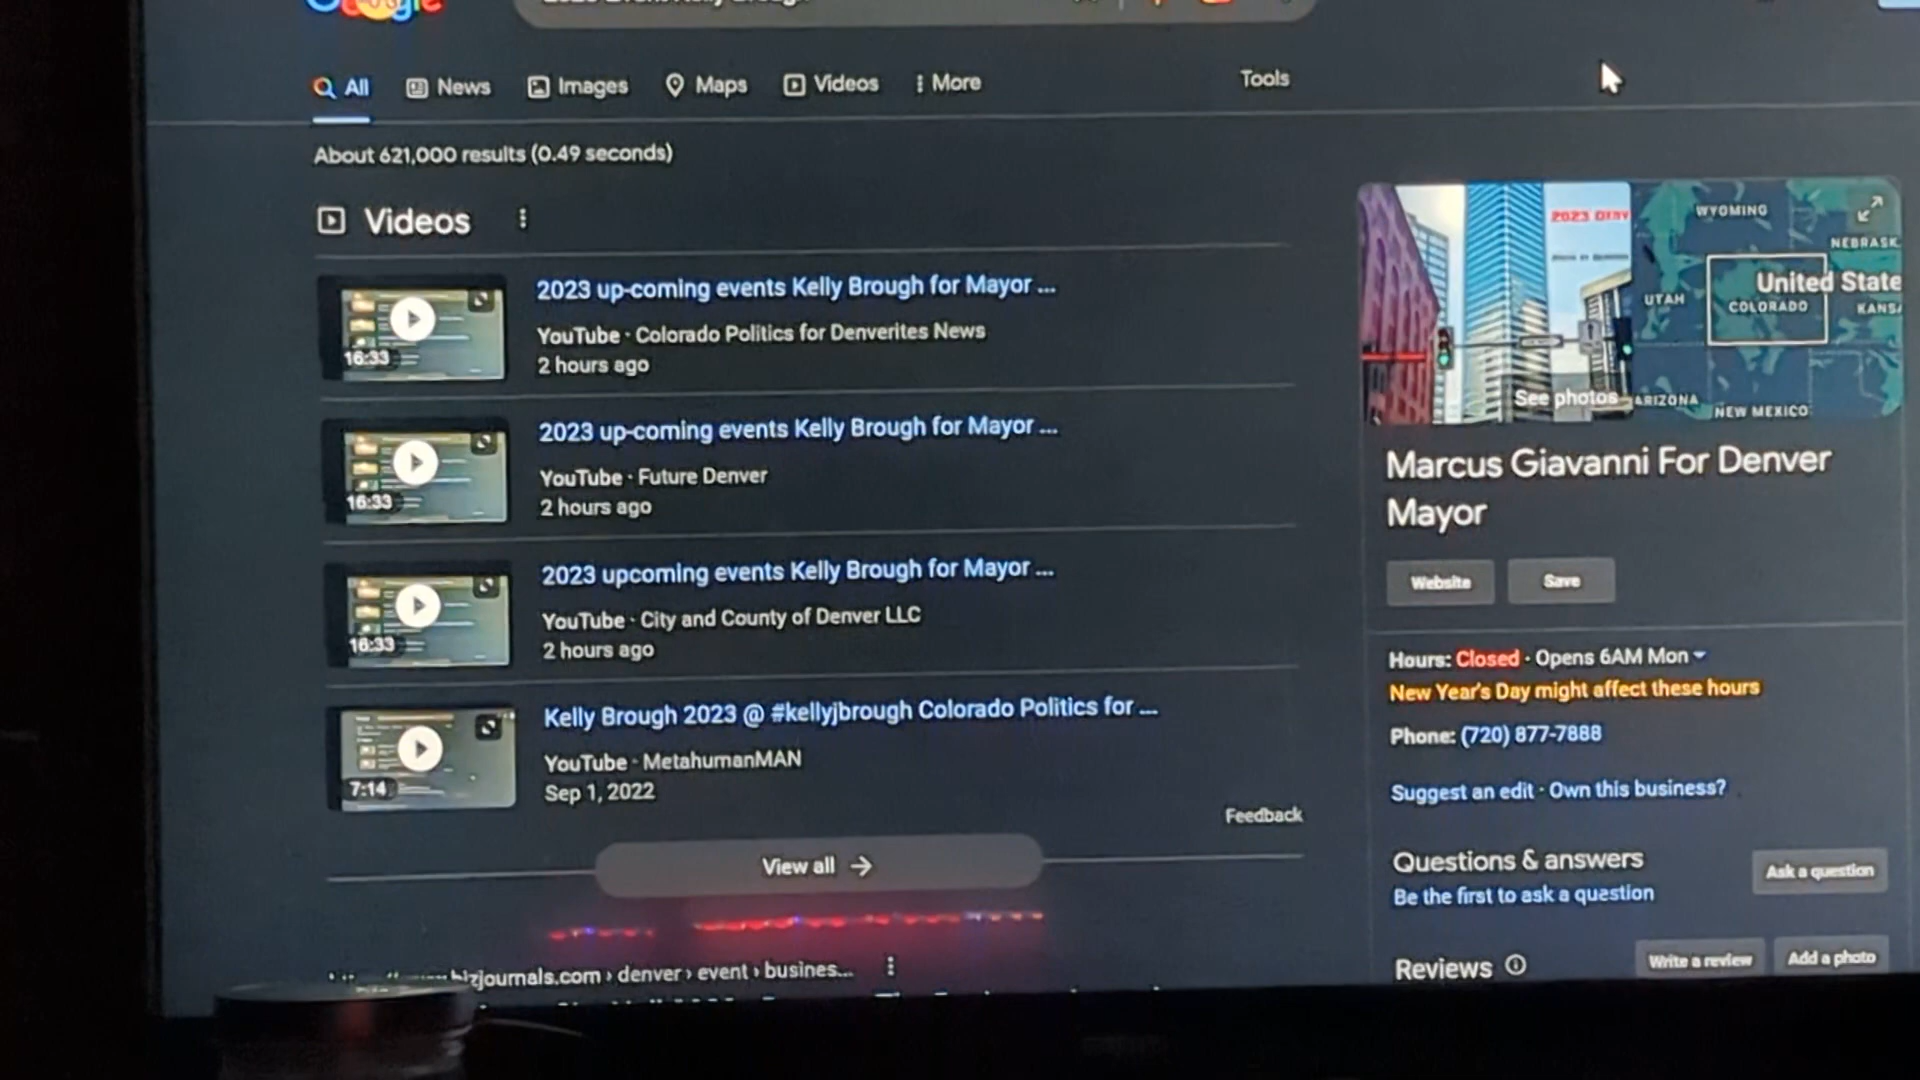 Google
All News Images Maps Videos More Tools
About 621,000 results (0.49 seconds)
Videos
2023 up-coming events Kelly Brough for Mayor ...
YouTube · Colorado Politics for Denverites News
2 hours ago
16:33
2023 up-coming events Kelly Brough for Mayor ...
YouTube · Future Denver
2 hours ago
16:33
2023 upcoming events Kelly Brough for Mayor ...
YouTube · City and County of Denver LLC
2 hours ago
16:33
Kelly Brough 2023 @ #kellyjbrough Colorado Politics for ...
YouTube · MetahumanMAN
Sep 1, 2022
7:14
Feedback
View all →
bizjournals.com › denver › event › busines...
2023
See photos
WYOMING
NEBRASK
United State
UTAH
COLORADO
KANSA
ARIZONA
NEW MEXICO
Marcus Giavanni For Denver
Mayor
Website Save
Hours: Closed · Opens 6AM Mon
New Year's Day might affect these hours
Phone: (720) 877-7888
Suggest an edit · Own this business?
Questions & answers
Be the first to ask a question
Ask a question
Reviews
Write a review Add a photo